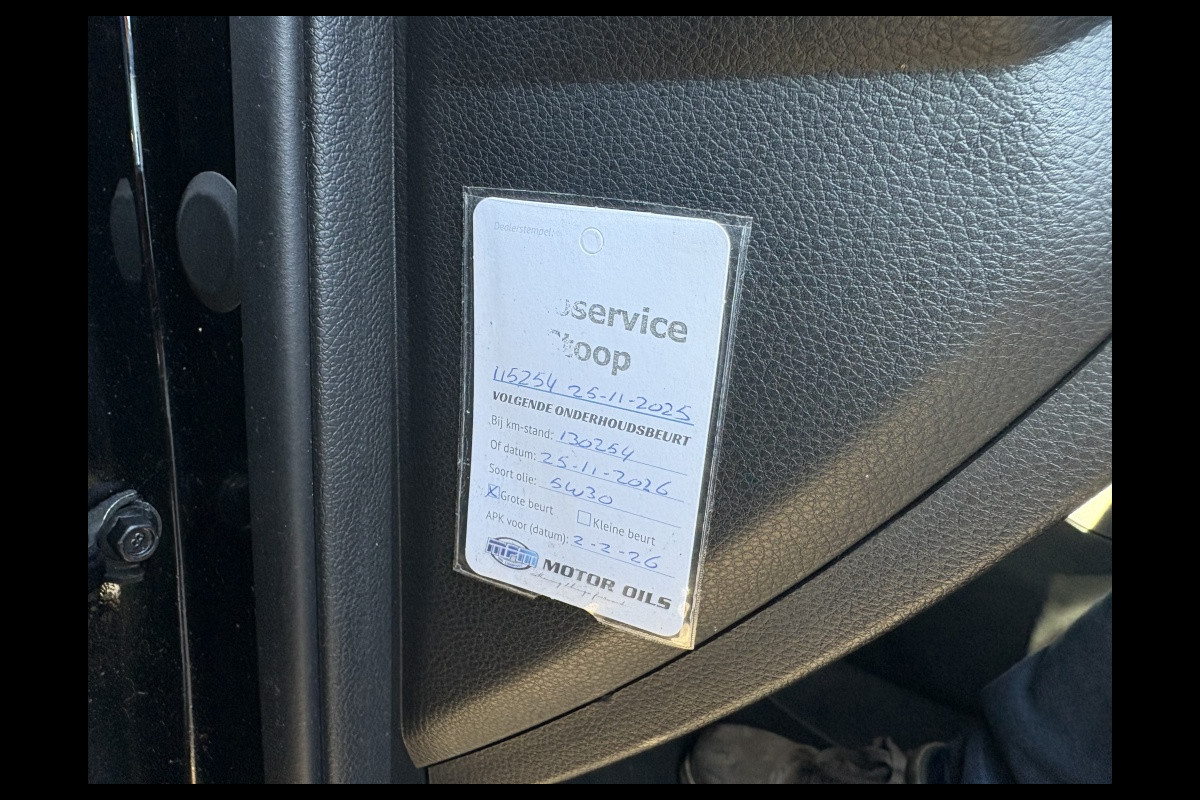 Dealerstempel:
service
toop
115254 25-11-2025
VOLGENDE ONDERHOUDSBEURT
Bij km-stand: 130254
Of datum: 25-11-2026
Soort olie: 5W30
X Grote beurt Kleine beurt
APK voor (datum): 2-2-26
MOTOR OILS